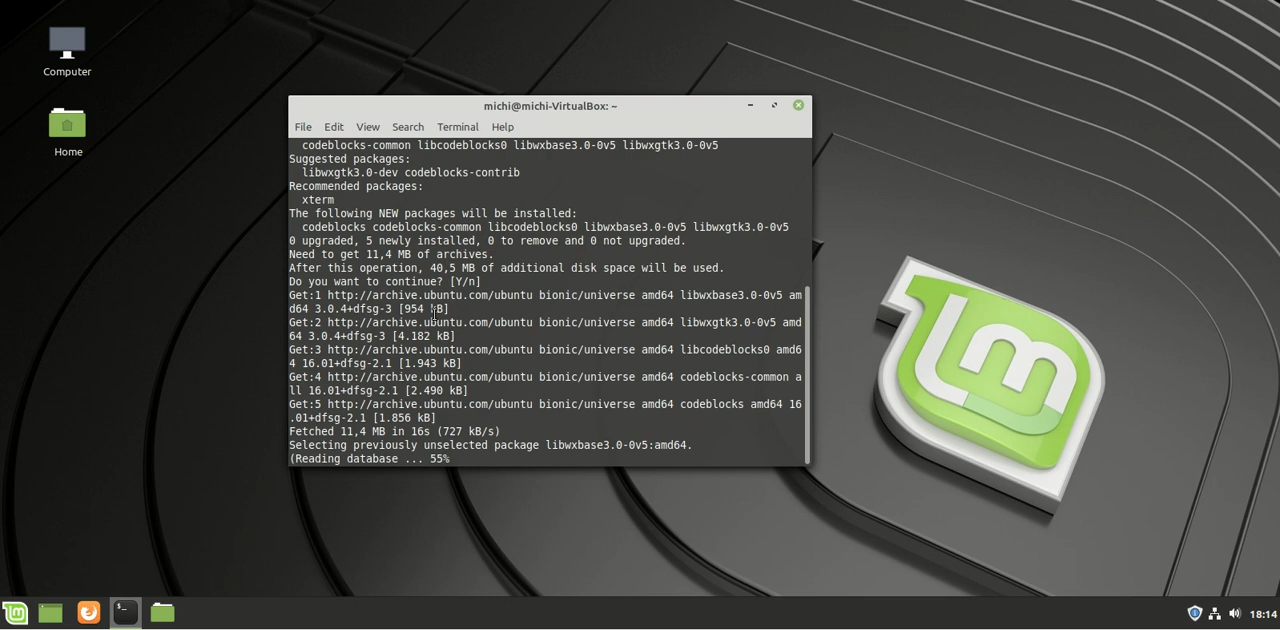 Computer
Home
michi@michi-VirtualBox: ~
File Edit View Search Terminal Help
codeblocks-common libcodeblocks0 libwxbase3.0-0v5 libwxgtk3.0-0v5
Suggested packages:
libwxgtk3.0-dev codeblocks-contrib
Recommended packages:
xterm
The following NEW packages will be installed:
codeblocks codeblocks-common libcodeblocks0 libwxbase3.0-0v5 libwxgtk3.0-0v5
0 upgraded, 5 newly installed, 0 to remove and 0 not upgraded.
Need to get 11,4 MB of archives.
After this operation, 40,5 MB of additional disk space will be used.
Do you want to continue? [Y/n]
Get:1 http://archive.ubuntu.com/ubuntu bionic/universe amd64 libwxbase3.0-0v5 am
d64 3.0.4+dfsg-3 [954 kB]
Get:2 http://archive.ubuntu.com/ubuntu bionic/universe amd64 libwxgtk3.0-0v5 amd
64 3.0.4+dfsg-3 [4.182 kB]
Get:3 http://archive.ubuntu.com/ubuntu bionic/universe amd64 libcodeblocks0 amd6
4 16.01+dfsg-2.1 [1.943 kB]
Get:4 http://archive.ubuntu.com/ubuntu bionic/universe amd64 codeblocks-common a
ll 16.01+dfsg-2.1 [2.490 kB]
Get:5 http://archive.ubuntu.com/ubuntu bionic/universe amd64 codeblocks amd64 16
.01+dfsg-2.1 [1.856 kB]
Fetched 11,4 MB in 16s (727 kB/s)
Selecting previously unselected package libwxbase3.0-0v5:amd64.
(Reading database ... 55%
lm
lm
$_
18:14